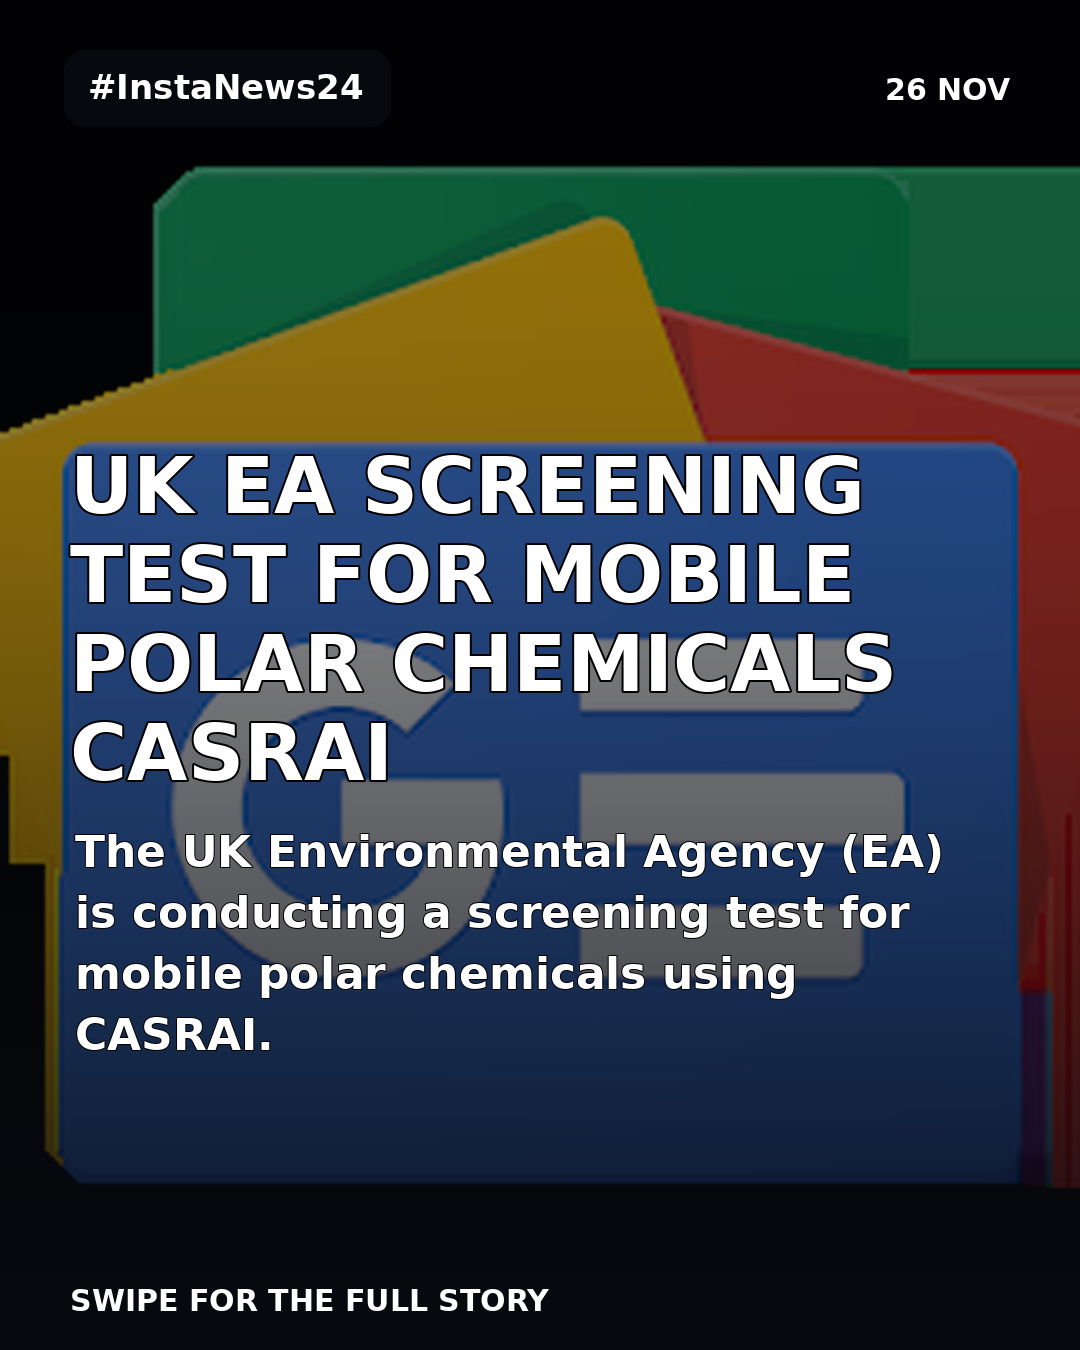 #InstaNews24
26 NOV
UK EA SCREENING
TEST FOR MOBILE
POLAR CHEMICALS
CASRAI
The UK Environmental Agency (EA)
is conducting a screening test for
mobile polar chemicals using
CASRAI.
SWIPE FOR THE FULL STORY